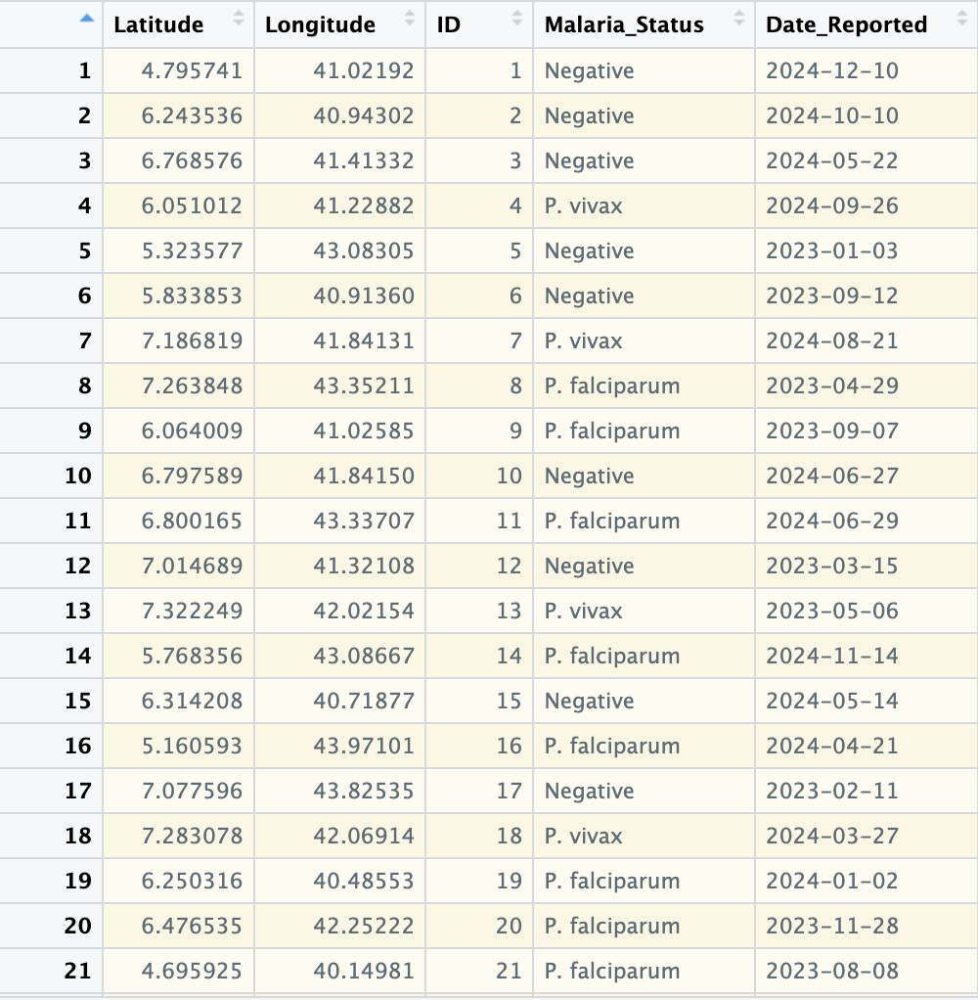 Latitude Longitude ID Malaria_Status Date_Reported
1 4.795741 41.02192 1 Negative 2024-12-10
2 6.243536 40.94302 2 Negative 2024-10-10
3 6.768576 41.41332 3 Negative 2024-05-22
4 6.051012 41.22882 4 P. vivax 2024-09-26
5 5.323577 43.08305 5 Negative 2023-01-03
6 5.833853 40.91360 6 Negative 2023-09-12
7 7.186819 41.84131 7 P. vivax 2024-08-21
8 7.263848 43.35211 8 P. falciparum 2023-04-29
9 6.064009 41.02585 9 P. falciparum 2023-09-07
10 6.797589 41.84150 10 Negative 2024-06-27
11 6.800165 43.33707 11 P. falciparum 2024-06-29
12 7.014689 41.32108 12 Negative 2023-03-15
13 7.322249 42.02154 13 P. vivax 2023-05-06
14 5.768356 43.08667 14 P. falciparum 2024-11-14
15 6.314208 40.71877 15 Negative 2024-05-14
16 5.160593 43.97101 16 P. falciparum 2024-04-21
17 7.077596 43.82535 17 Negative 2023-02-11
18 7.283078 42.06914 18 P. vivax 2024-03-27
19 6.250316 40.48553 19 P. falciparum 2024-01-02
20 6.476535 42.25222 20 P. falciparum 2023-11-28
21 4.695925 40.14981 21 P. falciparum 2023-08-08